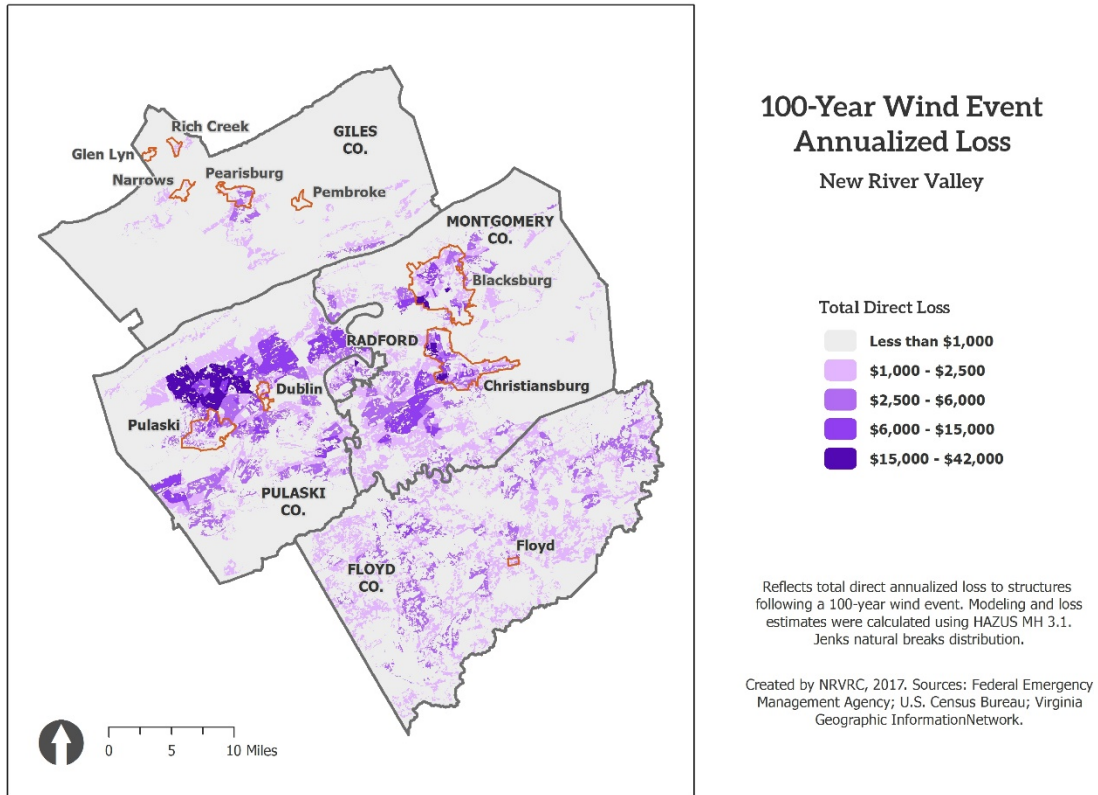 100-Year Wind Event
Annualized Loss
New River Valley
Rich Creek
GILES
CO.
Glen Lyn
Narrows
Pearisburg
Pembroke
MONTGOMERY
CO.
Blacksburg
RADFORD
Christiansburg
Dublin
Pulaski
PULASKI
CO.
Floyd
FLOYD
CO.
0 5 10 Miles
Total Direct Loss
Less than $1,000
$1,000 - $2,500
$2,500 - $6,000
$6,000 - $15,000
$15,000 - $42,000
Reflects total direct annualized loss to structures
following a 100-year wind event. Modeling and loss
estimates were calculated using HAZUS MH 3.1.
Jenks natural breaks distribution.
Created by NRVRC, 2017. Sources: Federal Emergency
Management Agency; U.S. Census Bureau; Virginia
Geographic InformationNetwork.